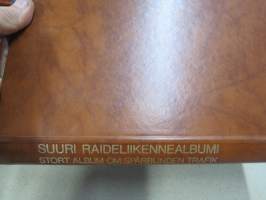 SUURI RAIDELIIKENNEALBUMI
STORT ALBUM OM SPÅRBUNDEN TRAFIK